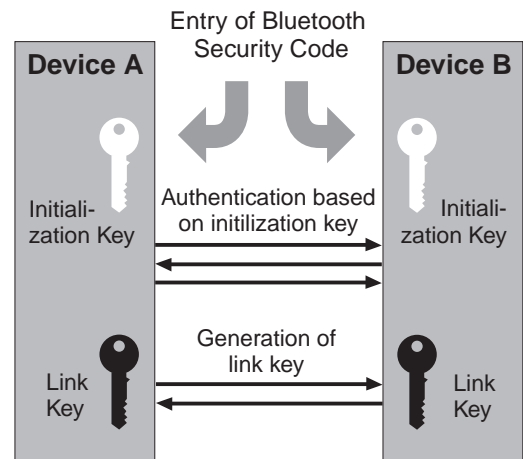 Entry of Bluetooth
Security Code
Device A
Device B
Authentication based
on initilization key
Initiali-
zation Key
Initiali-
zation Key
Generation of
link key
Link
Key
Link
Key